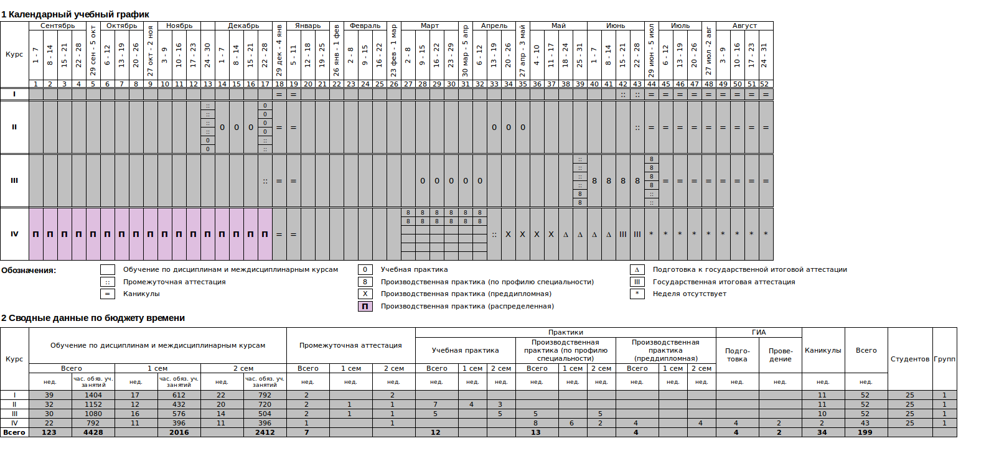 1 Календарный учебный график
Курс Сентябрь 29 сен - 5 окт Октябрь 27 окт - 2 ноя Ноябрь Декабрь 29 дек - 4 янв Январь 26 янв - 1 фев Февраль 23 фев - 1 мар Март 30 мар - 5 апр Апрель 27 апр - 3 май Май Июнь 29 июн - 5 июл Июль 27 июл -2 авг Август
1 - 7 8 - 14 15 - 21 22 - 28 6 - 12 13 - 19 20 - 26 3 - 9 10 - 16 17 - 23 24 - 30 1 - 7 8 - 14 15 - 21 22 - 28 5 - 11 12 - 18 19 - 25 2 - 8 9 - 15 16 - 22 2 - 8 9 - 15 16 - 22 23 - 29 6 - 12 13 - 19 20 - 26 4 - 10 11 - 17 18 - 24 25 - 31 1 - 7 8 - 14 15 - 21 22 - 28 6 - 12 13 - 19 20 - 26 3 - 9 10 - 16 17 - 23 24 - 31
1 2 3 4 5 6 7 8 9 10 11 12 13 14 15 16 17 18 19 20 21 22 23 24 25 26 27 28 29 30 31 32 33 34 35 36 37 38 39 40 41 42 43 44 45 46 47 48 49 50 51 52
I = = :: :: = = = = = = = = =
:: 0
:: 0
:: 0
II 0 0 0 = = 0 0 0 :: = = = = = = = = =
:: 0
0 ::
0 ::
:: 8
:: 8
:: 8
III :: = = 0 0 0 0 0 8 8 8 8 = = = = = = = =
:: 8
8 ::
8 ::
8 8 8 8 8 8
8 8 8 8 8 8
IV П П П П П П П П П П П П П П П П П = = :: X X X X Δ Δ Δ Δ III III * * * * * * * * *
Обозначения: Обучение по дисциплинам и междисциплинарным курсам 0 Учебная практика Δ Подготовка к государственной итоговой аттестации
:: Промежуточная аттестация 8 Производственная практика (по профилю специальности) III Государственная итоговая аттестация
= Каникулы X Производственная практика (преддипломная) * Неделя отсутствует
П Производственная практика (распределенная)
2 Сводные данные по бюджету времени
Курс Обучение по дисциплинам и междисциплинарным курсам Промежуточная аттестация Практики ГИА Каникулы Всего Студентов Групп
Учебная практика Производственная практика (по профилю специальности) Производственная практика (преддипломная) Подго-товка Прове-дение
Всего 1 сем 2 сем Всего 1 сем 2 сем Всего 1 сем 2 сем Всего 1 сем 2 сем Всего 1 сем 2 сем
нед. час. обяз. уч. занятий нед. час. обяз. уч. занятий нед. час. обяз. уч. занятий нед. нед. нед. нед. нед. нед. нед. нед. нед. нед. нед. нед. нед. нед. нед. нед.
I 39 1404 17 612 22 792 2 2 11 52 25 1
II 32 1152 12 432 20 720 2 1 1 7 4 3 11 52 25 1
III 30 1080 16 576 14 504 2 1 1 5 5 5 5 10 52 25 1
IV 22 792 11 396 11 396 1 1 8 6 2 4 4 4 2 2 43 25 1
Всего 123 4428 2016 2412 7 12 13 4 4 2 34 199